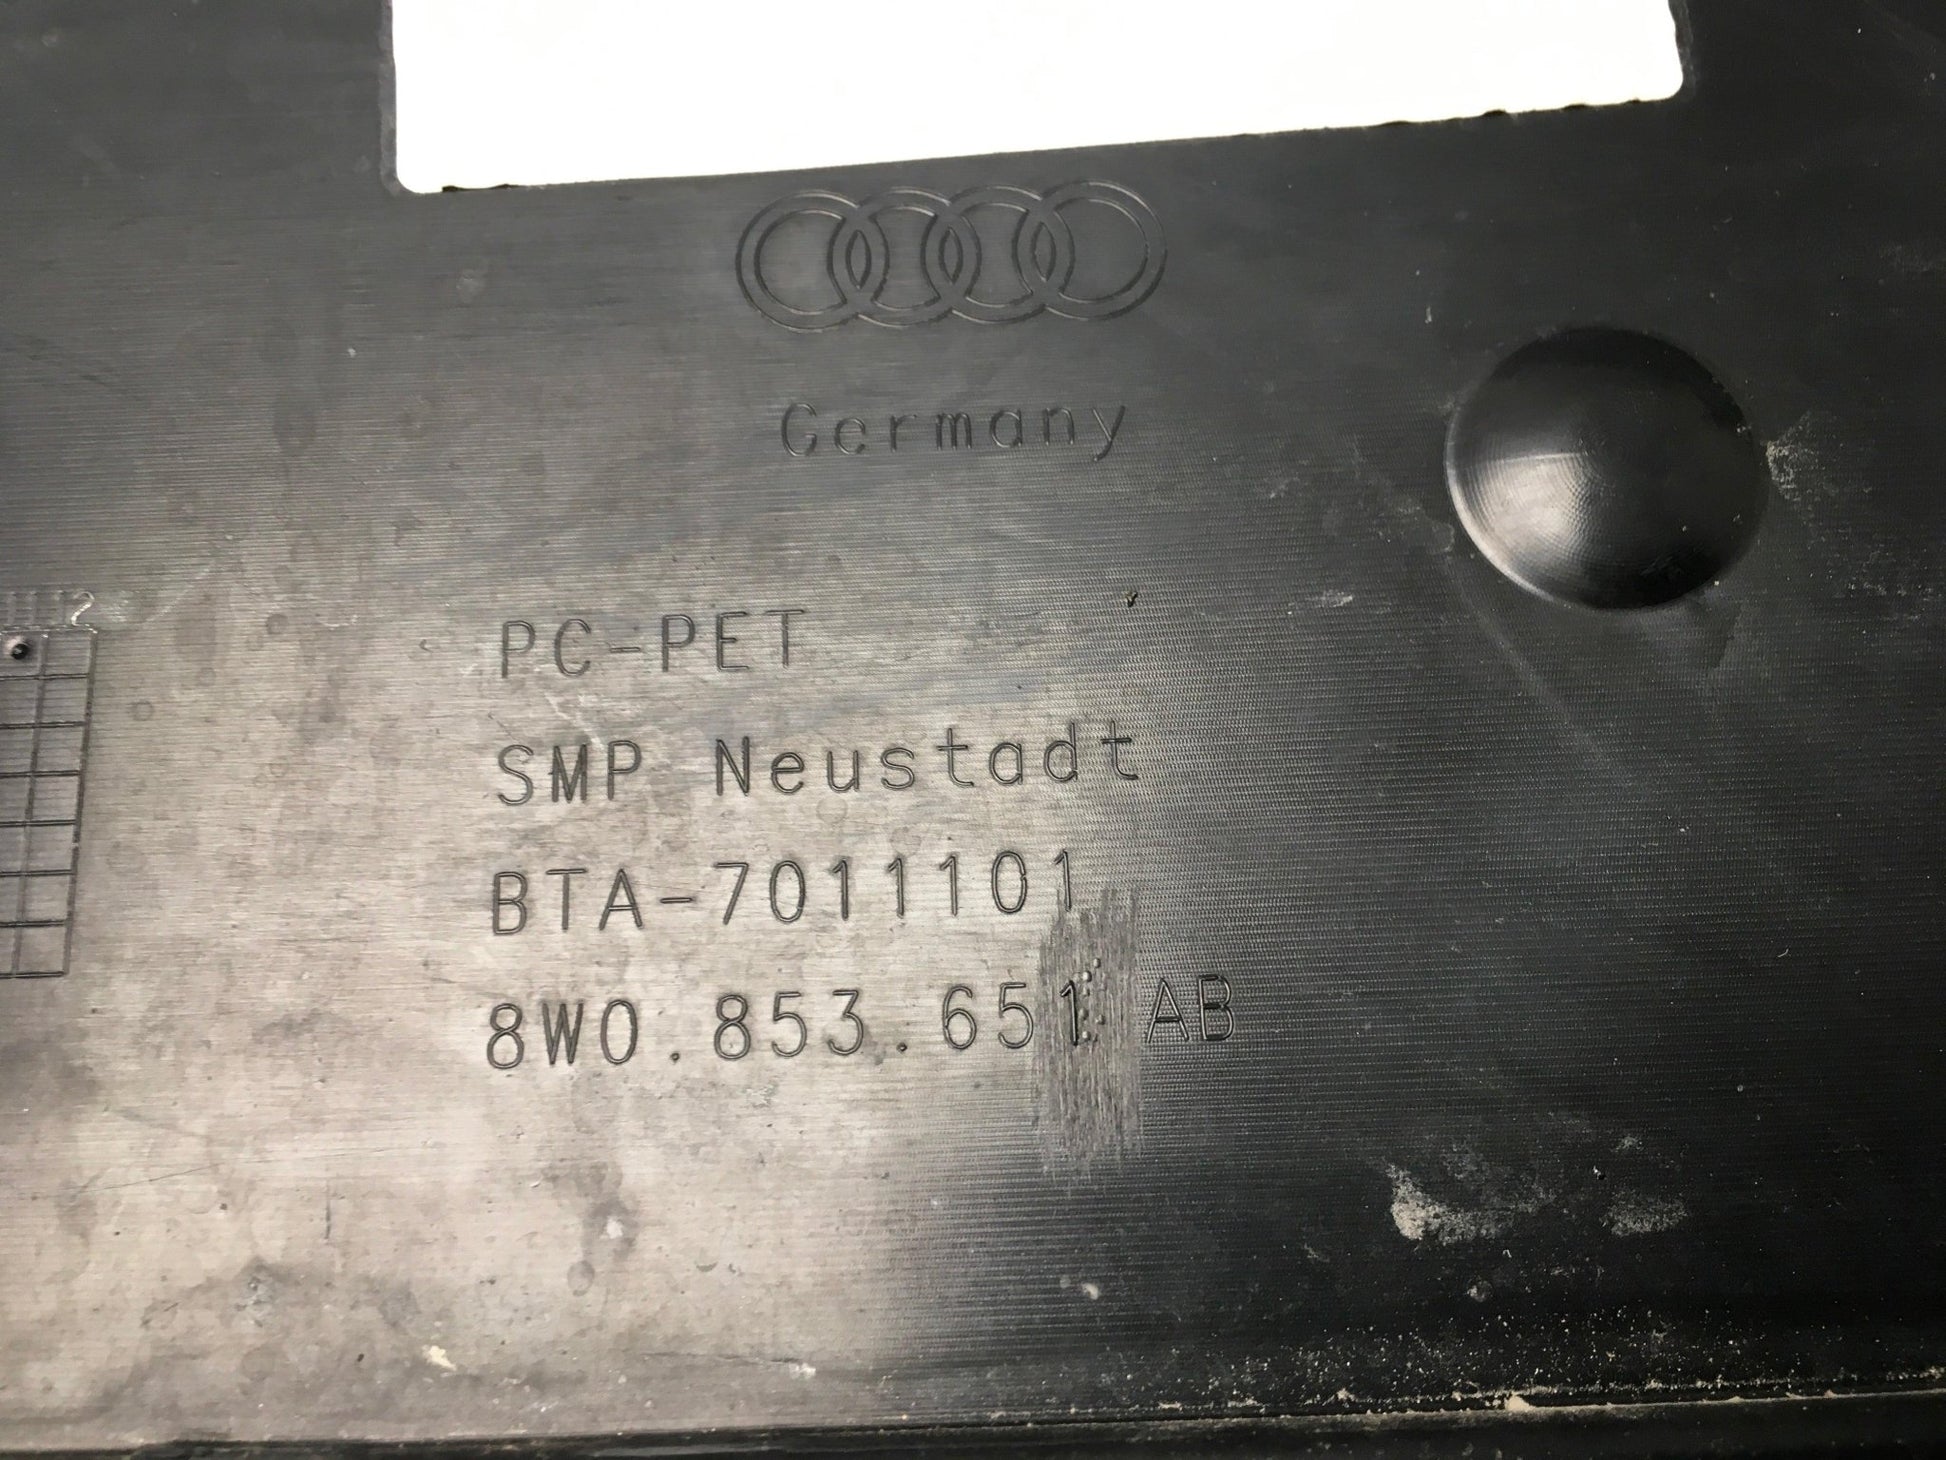 Germany
PC-PET
SMP Neustadt
BTA-7011101
8W0.853.651 AB